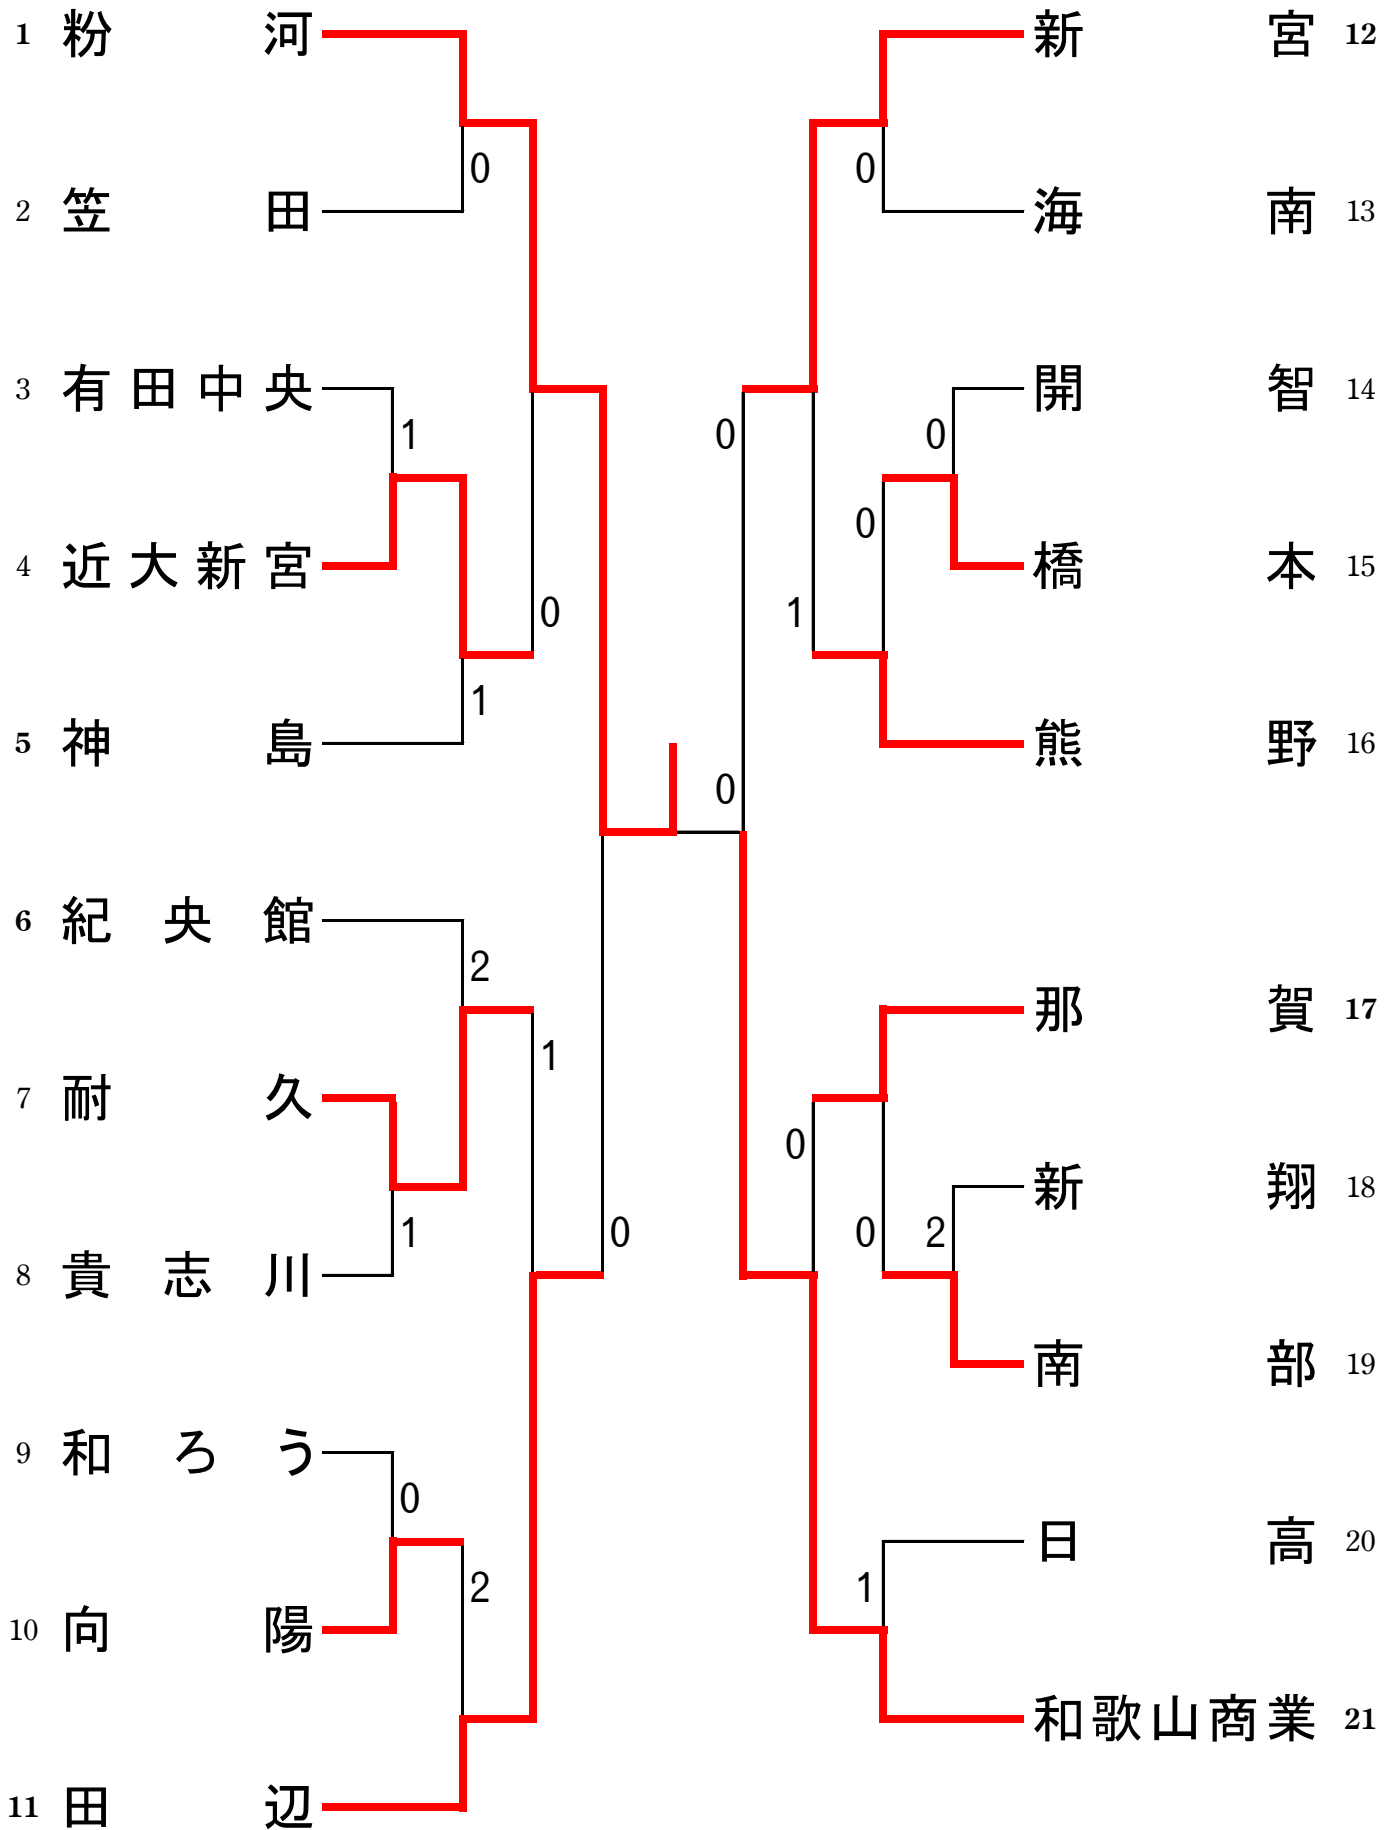 1 粉河
0
2 笠田
3 有田中央
1
4 近大新宮
0
1
5 神島
6 紀央館
2
1
7 耐久
1
0
8 貴志川
9 和ろう
0
2
10 向陽
11 田辺
新宮 12
0
海南 13
開智 14
0
0
0
橋本 15
1
熊野 16
0
那賀 17
0
新翔 18
0
2
南部 19
日高 20
1
和歌山商業 21